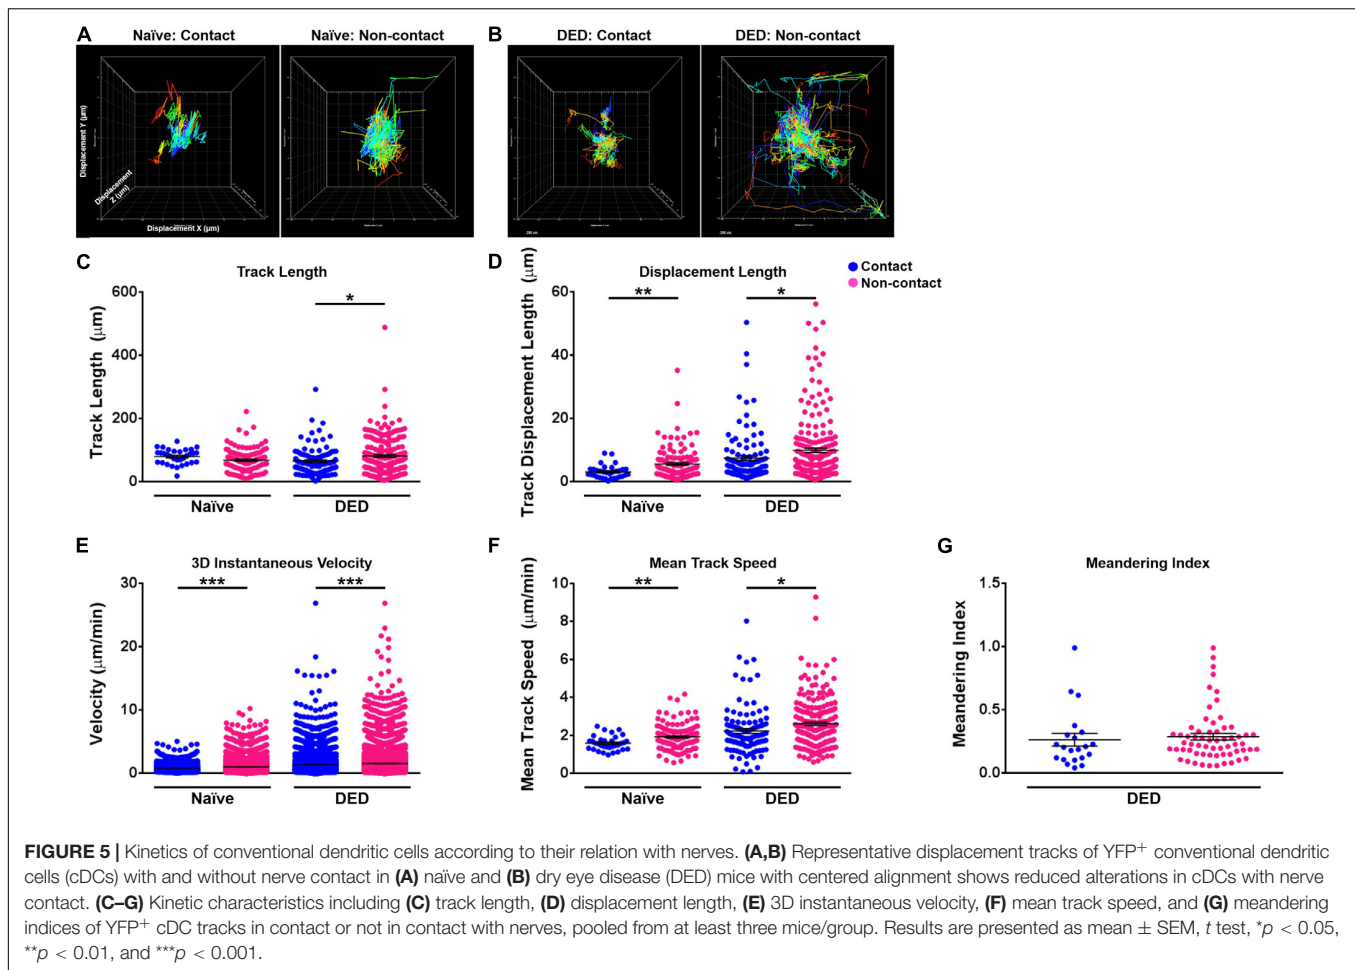 A
Naïve: Contact
Naïve: Non-contact
B
DED: Contact
DED: Non-contact
Displacement Y (µm)
Displacement
Z (µm)
Displacement X (µm)
C
Track Length
Track Length (µm)
600
400
200
0
*
Naïve
DED
D
Displacement Length
Track Displacement Length (µm)
60
40
20
0
**
*
Naïve
DED
Contact
Non-contact
E
3D Instantaneous Velocity
Velocity (µm/min)
30
20
10
0
***
***
Naïve
DED
F
Mean Track Speed
Mean Track Speed (µm/min)
10
8
6
4
2
0
**
*
Naïve
DED
G
Meandering Index
Meandering Index
1.5
1.0
0.5
0.0
DED
FIGURE 5 | Kinetics of conventional dendritic cells according to their relation with nerves. (A,B) Representative displacement tracks of YFP⁺ conventional dendritic
cells (cDCs) with and without nerve contact in (A) naïve and (B) dry eye disease (DED) mice with centered alignment shows reduced alterations in cDCs with nerve
contact. (C–G) Kinetic characteristics including (C) track length, (D) displacement length, (E) 3D instantaneous velocity, (F) mean track speed, and (G) meandering
indices of YFP⁺ cDC tracks in contact or not in contact with nerves, pooled from at least three mice/group. Results are presented as mean ± SEM, t test, *p < 0.05,
**p < 0.01, and ***p < 0.001.